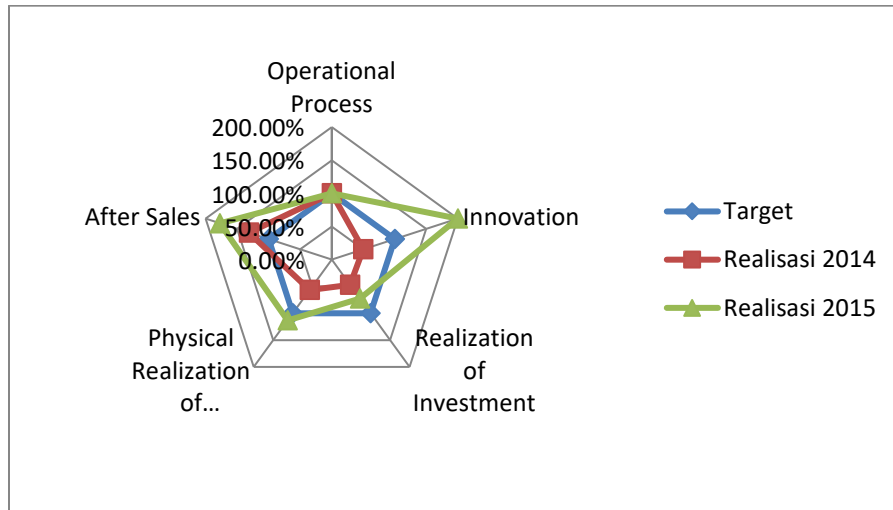 Operational
Process
200.00%
150.00%
100.00%
50.00%
0.00%
After Sales
Innovation
Physical
Realization
of...
Realization
of
Investment
Target
Realisasi 2014
Realisasi 2015